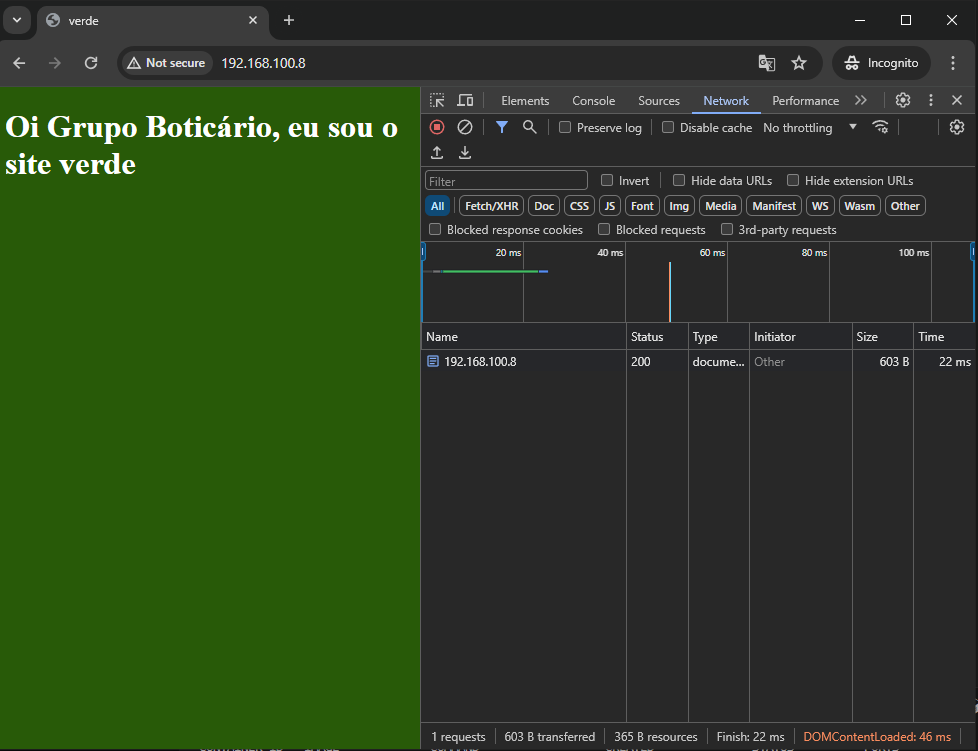 verde
Not secure 192.168.100.8 Incognito
Oi Grupo Boticário, eu sou o
site verde
Elements Console Sources Network Performance
Preserve log Disable cache No throttling
Filter Invert Hide data URLs Hide extension URLs
All Fetch/XHR Doc CSS JS Font Img Media Manifest WS Wasm Other
Blocked response cookies Blocked requests 3rd-party requests
20 ms 40 ms 60 ms 80 ms 100 ms
Name Status Type Initiator Size Time
192.168.100.8 200 docume... Other 603 B 22 ms
1 requests 603 B transferred 365 B resources Finish: 22 ms DOMContentLoaded: 46 ms